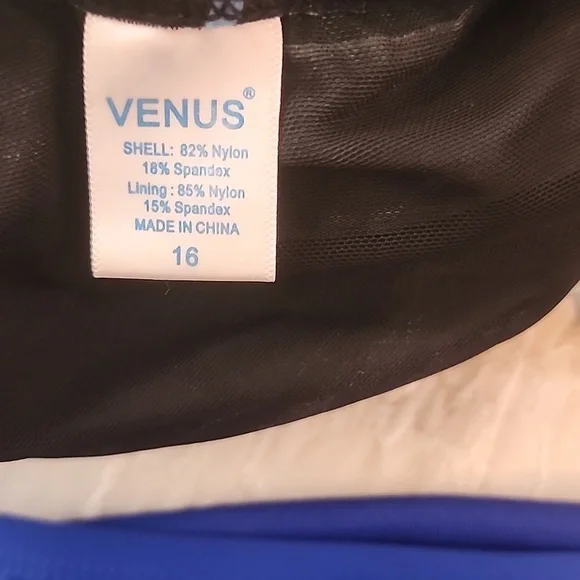 VENUS®
SHELL: 82% Nylon
18% Spandex
Lining : 85% Nylon
15% Spandex
MADE IN CHINA
16